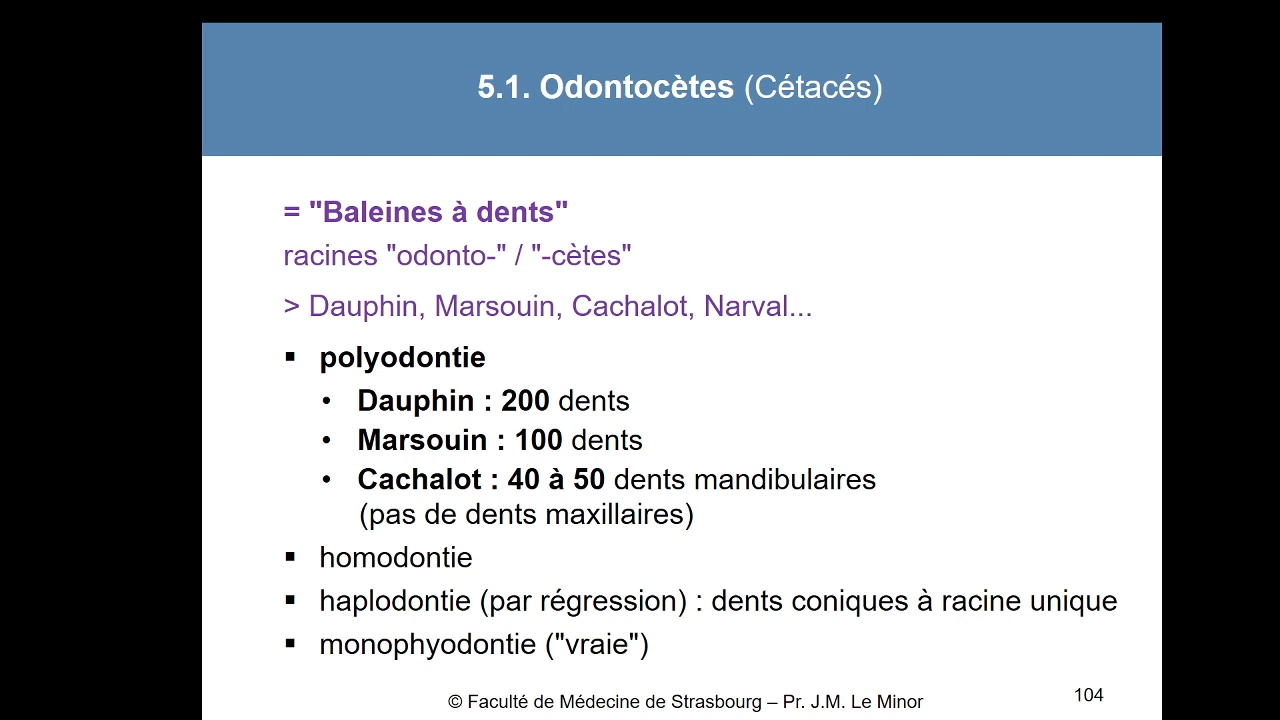 5.1. Odontocètes (Cétacés)
= "Baleines à dents"
racines "odonto-" / "-cètes"
> Dauphin, Marsouin, Cachalot, Narval...
▪ polyodontie
• Dauphin : 200 dents
• Marsouin : 100 dents
• Cachalot : 40 à 50 dents mandibulaires
(pas de dents maxillaires)
▪ homodontie
▪ haplodontie (par régression) : dents coniques à racine unique
▪ monophyodontie ("vraie")
© Faculté de Médecine de Strasbourg – Pr. J.M. Le Minor
104